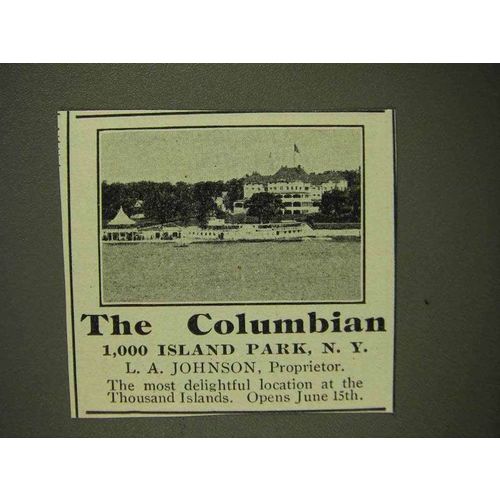 The Columbian
1,000 ISLAND PARK, N. Y.
L. A. JOHNSON, Proprietor.
The most delightful location at the
Thousand Islands. Opens June 15th.